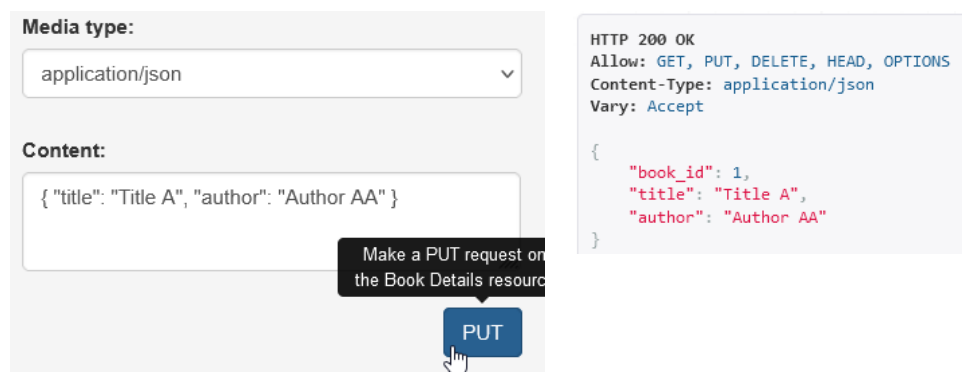 Media type:
application/json
Content:
{ "title": "Title A", "author": "Author AA" }
Make a PUT request on
the Book Details resourc
PUT
HTTP 200 OK
Allow: GET, PUT, DELETE, HEAD, OPTIONS
Content-Type: application/json
Vary: Accept
{
"book_id": 1,
"title": "Title A",
"author": "Author AA"
}